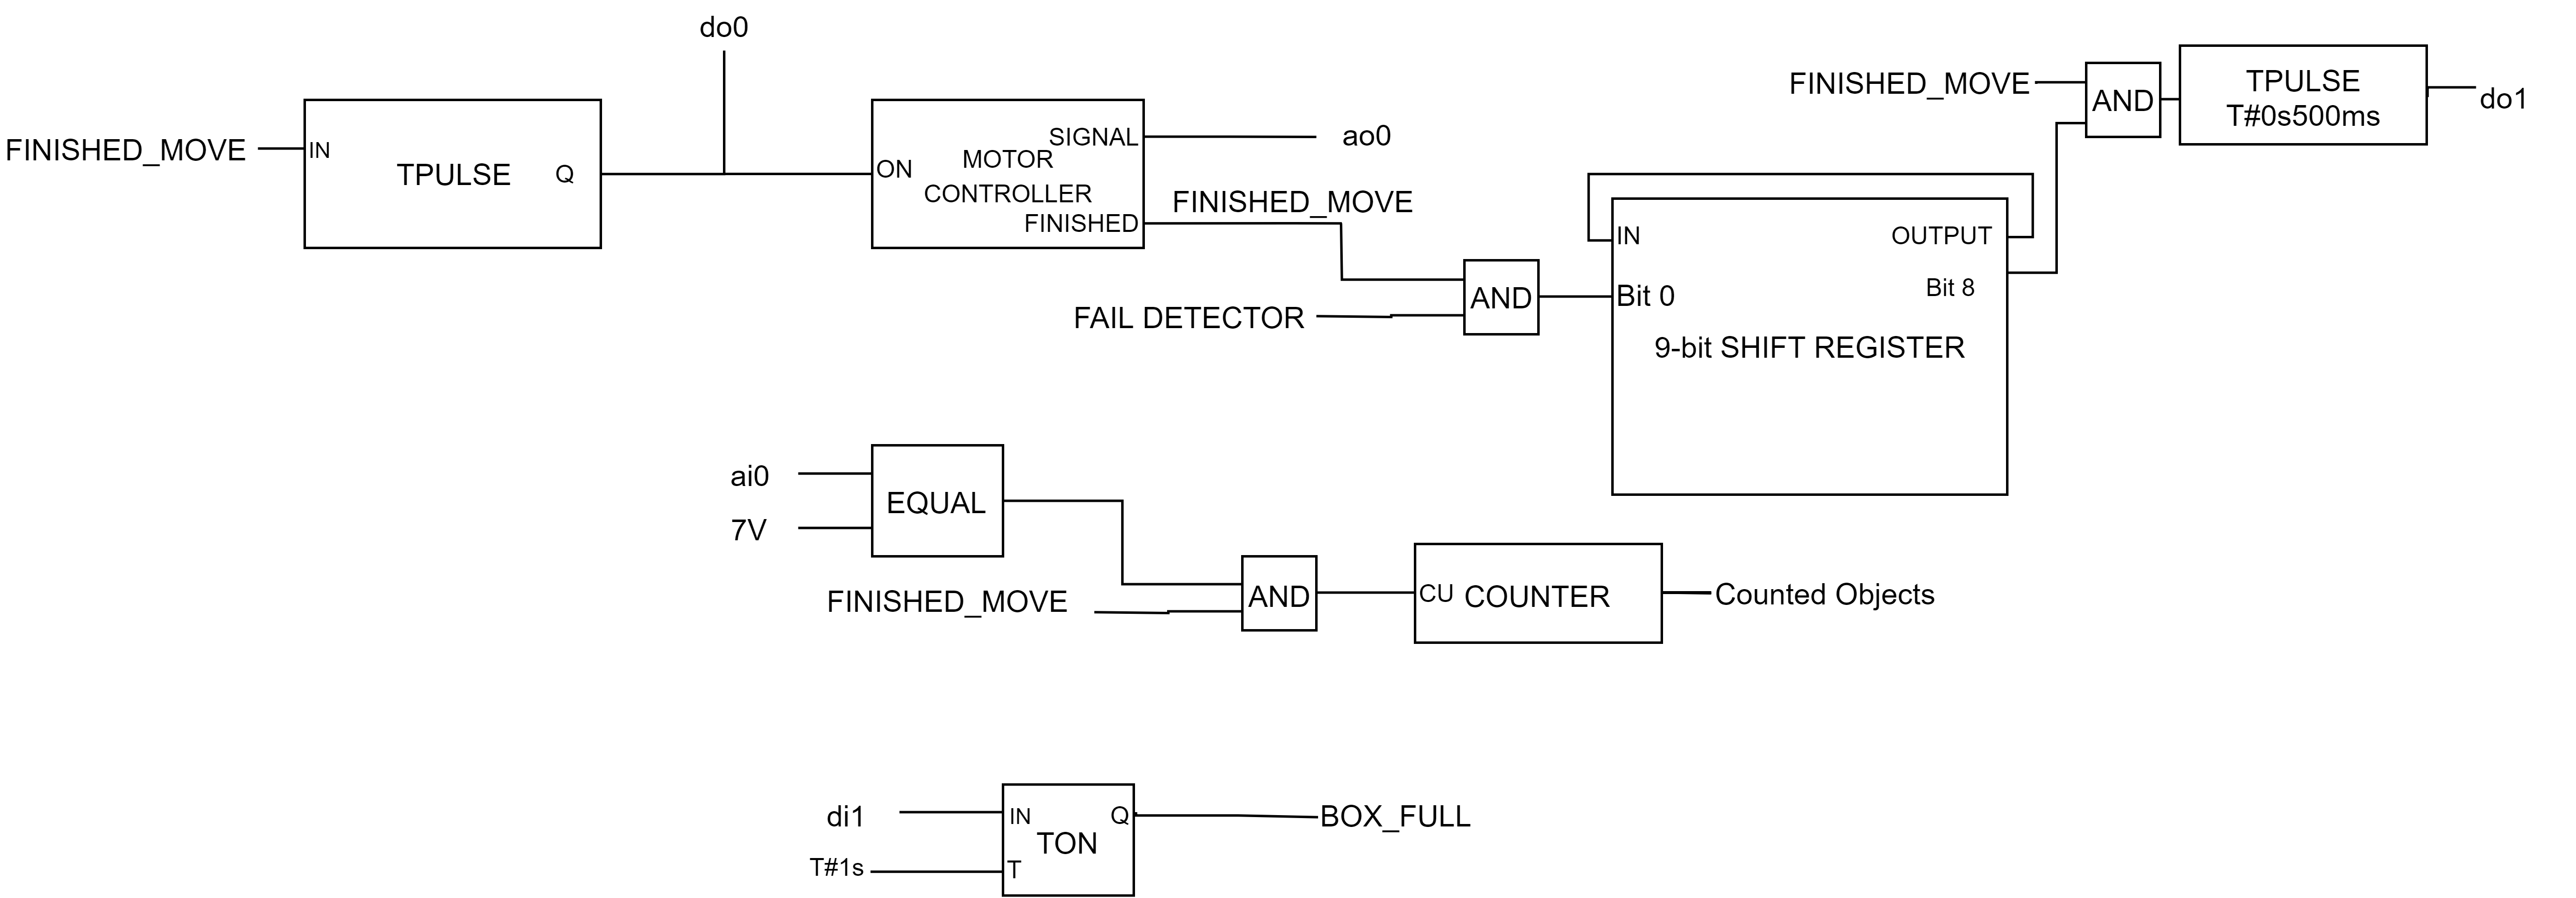 do0
FINISHED_MOVE
IN
TPULSE
Q
ON
SIGNAL
MOTOR
CONTROLLER
FINISHED
ao0
FINISHED_MOVE
FAIL DETECTOR
AND
IN
OUTPUT
Bit 0
Bit 8
9-bit SHIFT REGISTER
FINISHED_MOVE
AND
TPULSE
T#0s500ms
do1
ai0
7V
EQUAL
FINISHED_MOVE
AND
CU
COUNTER
Counted Objects
di1
T#1s
IN
Q
TON
T
BOX_FULL